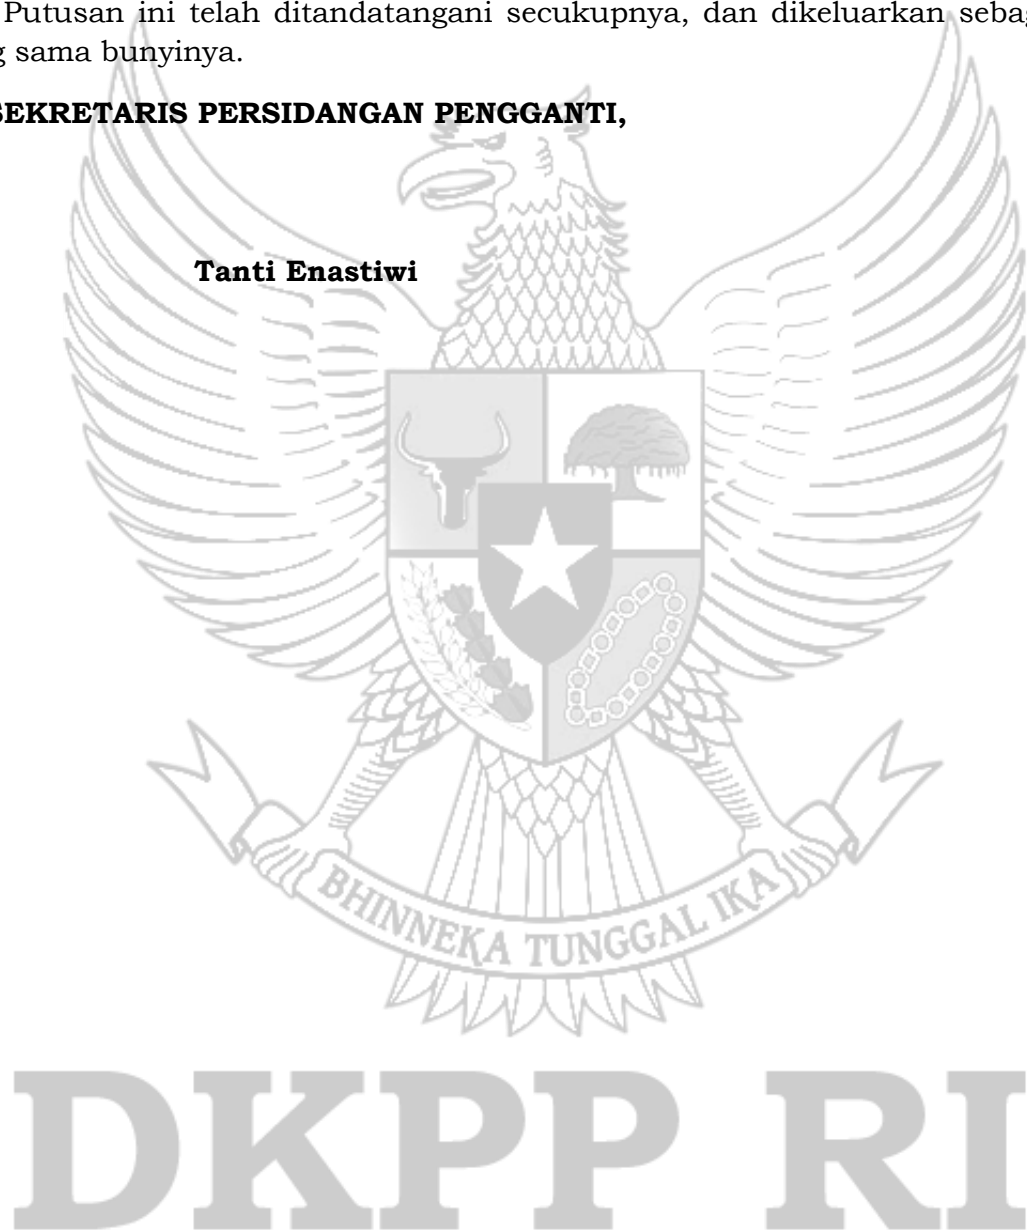 Putusan ini telah ditandatangani secukupnya, dan dikeluarkan
sama bunyinya.
SEKRETARIS PERSIDANGAN PENGGANTI,
Tanti Enastiwi
BHINNEKA TUNGGAL IKA
DKPP RI